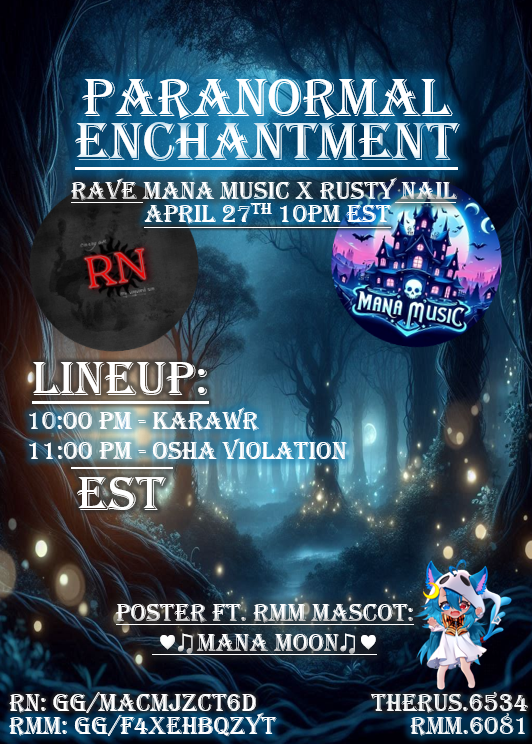 PARANORMAL
ENCHANTMENT
RAVE MANA MUSIC X RUSTY NAIL
APRIL 27TH 10PM EST
RN
MANA MUSIC
LINEUP:
10:00 PM - KARAWR
11:00 PM - OSHA VIOLATION
EST
POSTER FT. RMM MASCOT:
♥♫MANA MOON♫♥
RN: GG/MACMJZCT6D
THERUS.6534
RMM: GG/F4XEHBQZYT
RMM.6081